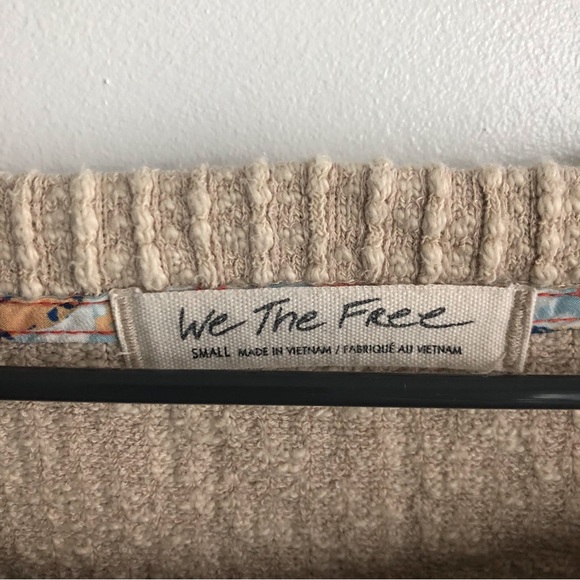 We The Free
SMALL MADE IN VIETNAM / FABRIQUÉ AU VIETNAM